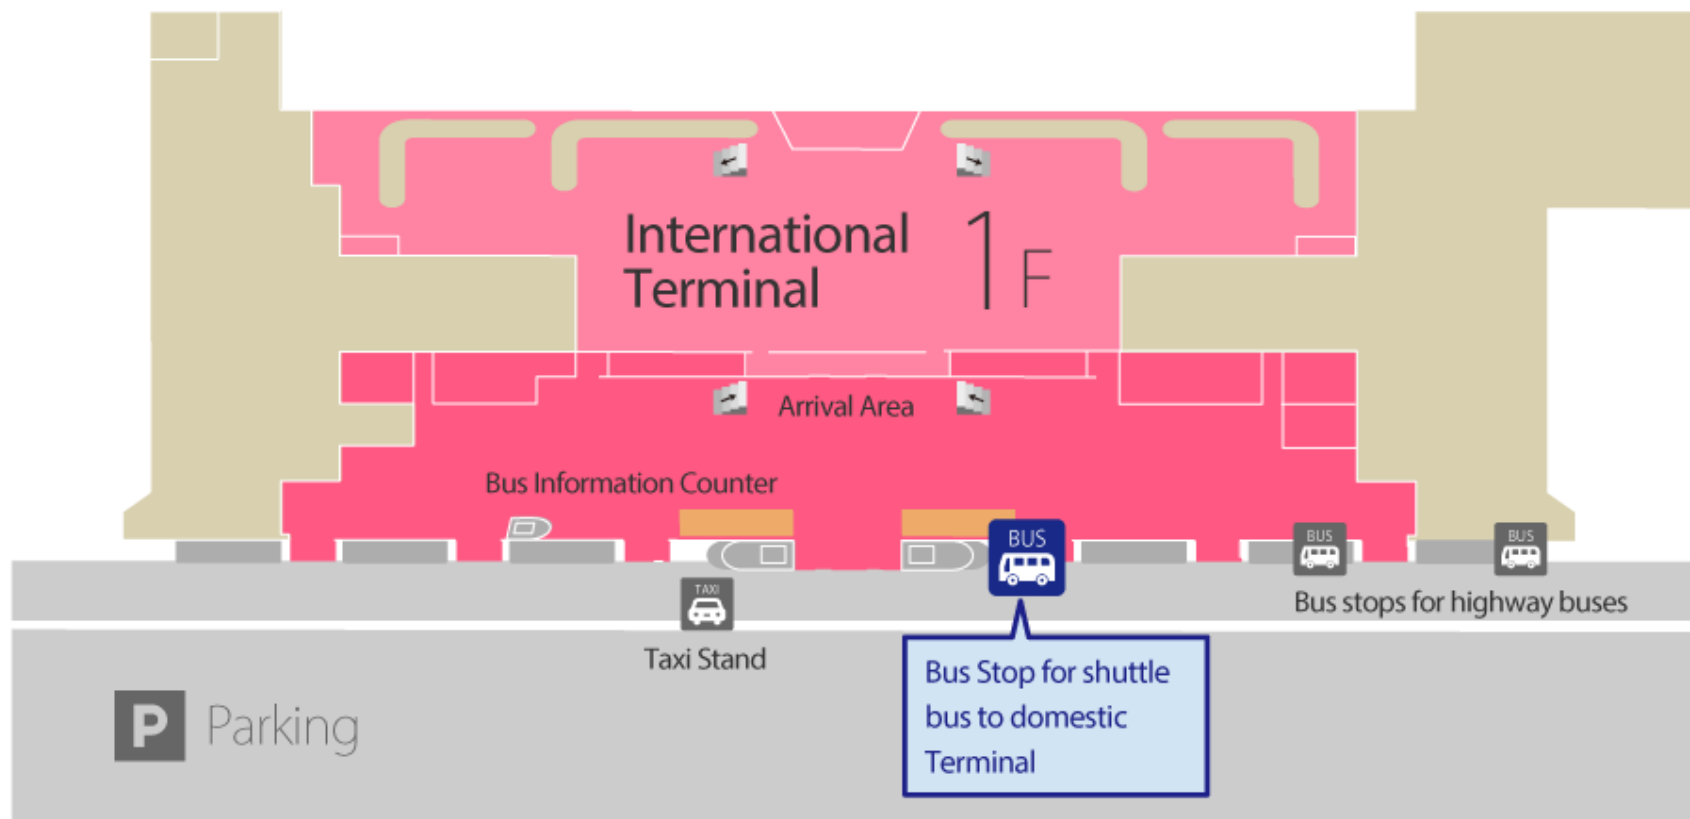 International
Terminal
1F
Arrival Area
Bus Information Counter
BUS
BUS
BUS
TAXI
Bus stops for highway buses
Taxi Stand
Bus Stop for shuttle
bus to domestic
Terminal
P Parking